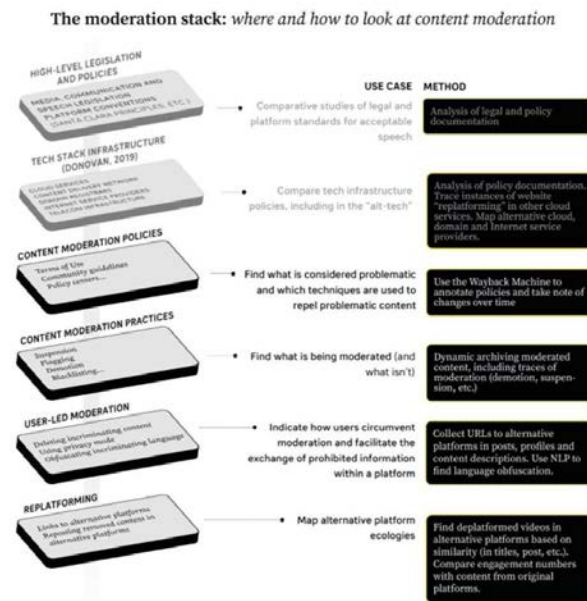 The moderation stack: where and how to look at content moderation
HIGH-LEVEL LEGISLATION
AND POLICIES
MEDIA, COMMUNICATION AND
SPEECH LEGISLATION
PLATFORM CONVENTIONS
(SANTA CLARA PRINCIPLES, ETC.)
USE CASE
METHOD
Comparative studies of legal and
platform standards for acceptable
speech
Analysis of legal and policy
documentation
TECH STACK INFRASTRUCTURE
(DONOVAN, 2019)
CLOUD SERVICES
CONTENT DELIVERY NETWORK
DOMAIN REGISTRARS
INTERNET SERVICE PROVIDERS
TELECOM INFRASTRUCTURE
Compare tech infrastructure
policies, including in the "alt-tech"
Analysis of policy documentation.
Trace instances of website
"replatforming" in other cloud
services. Map alternative cloud,
domain and Internet service
providers.
CONTENT MODERATION POLICIES
Terms of Use
Community guidelines
Policy centers...
Find what is considered problematic
and which techniques are used to
repel problematic content
Use the Wayback Machine to
annotate policies and take note of
changes over time
CONTENT MODERATION PRACTICES
Suspension
Flagging
Demotion
Blacklisting...
Find what is being moderated (and
what isn't)
Dynamic archiving moderated
content, including traces of
moderation (demotion, suspen-
sion, etc.)
USER-LED MODERATION
Deleting incriminating content
Using privacy mode
Obfuscating incriminating language
Indicate how users circumvent
moderation and facilitate the
exchange of prohibited information
within a platform
Collect URLs to alternative
platforms in posts, profiles and
content descriptions. Use NLP to
find language obfuscation.
REPLATFORMING
Links to alternative platforms
Reposting removed content in
alternative platforms
Map alternative platform
ecologies
Find deplatformed videos in
alternative platforms based on
similarity (in titles, post, etc.).
Compare engagement numbers
with content from original
platforms.